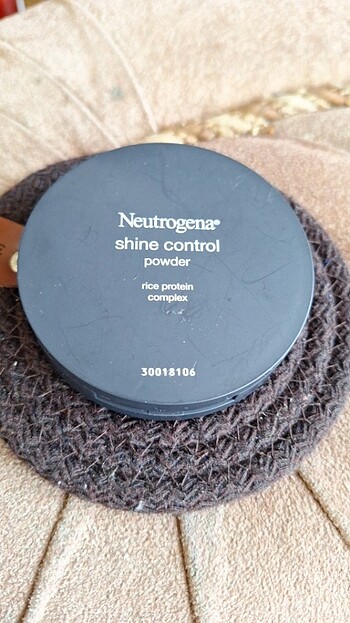 Neutrogena®
shine control
powder
rice protein
complex
30018106